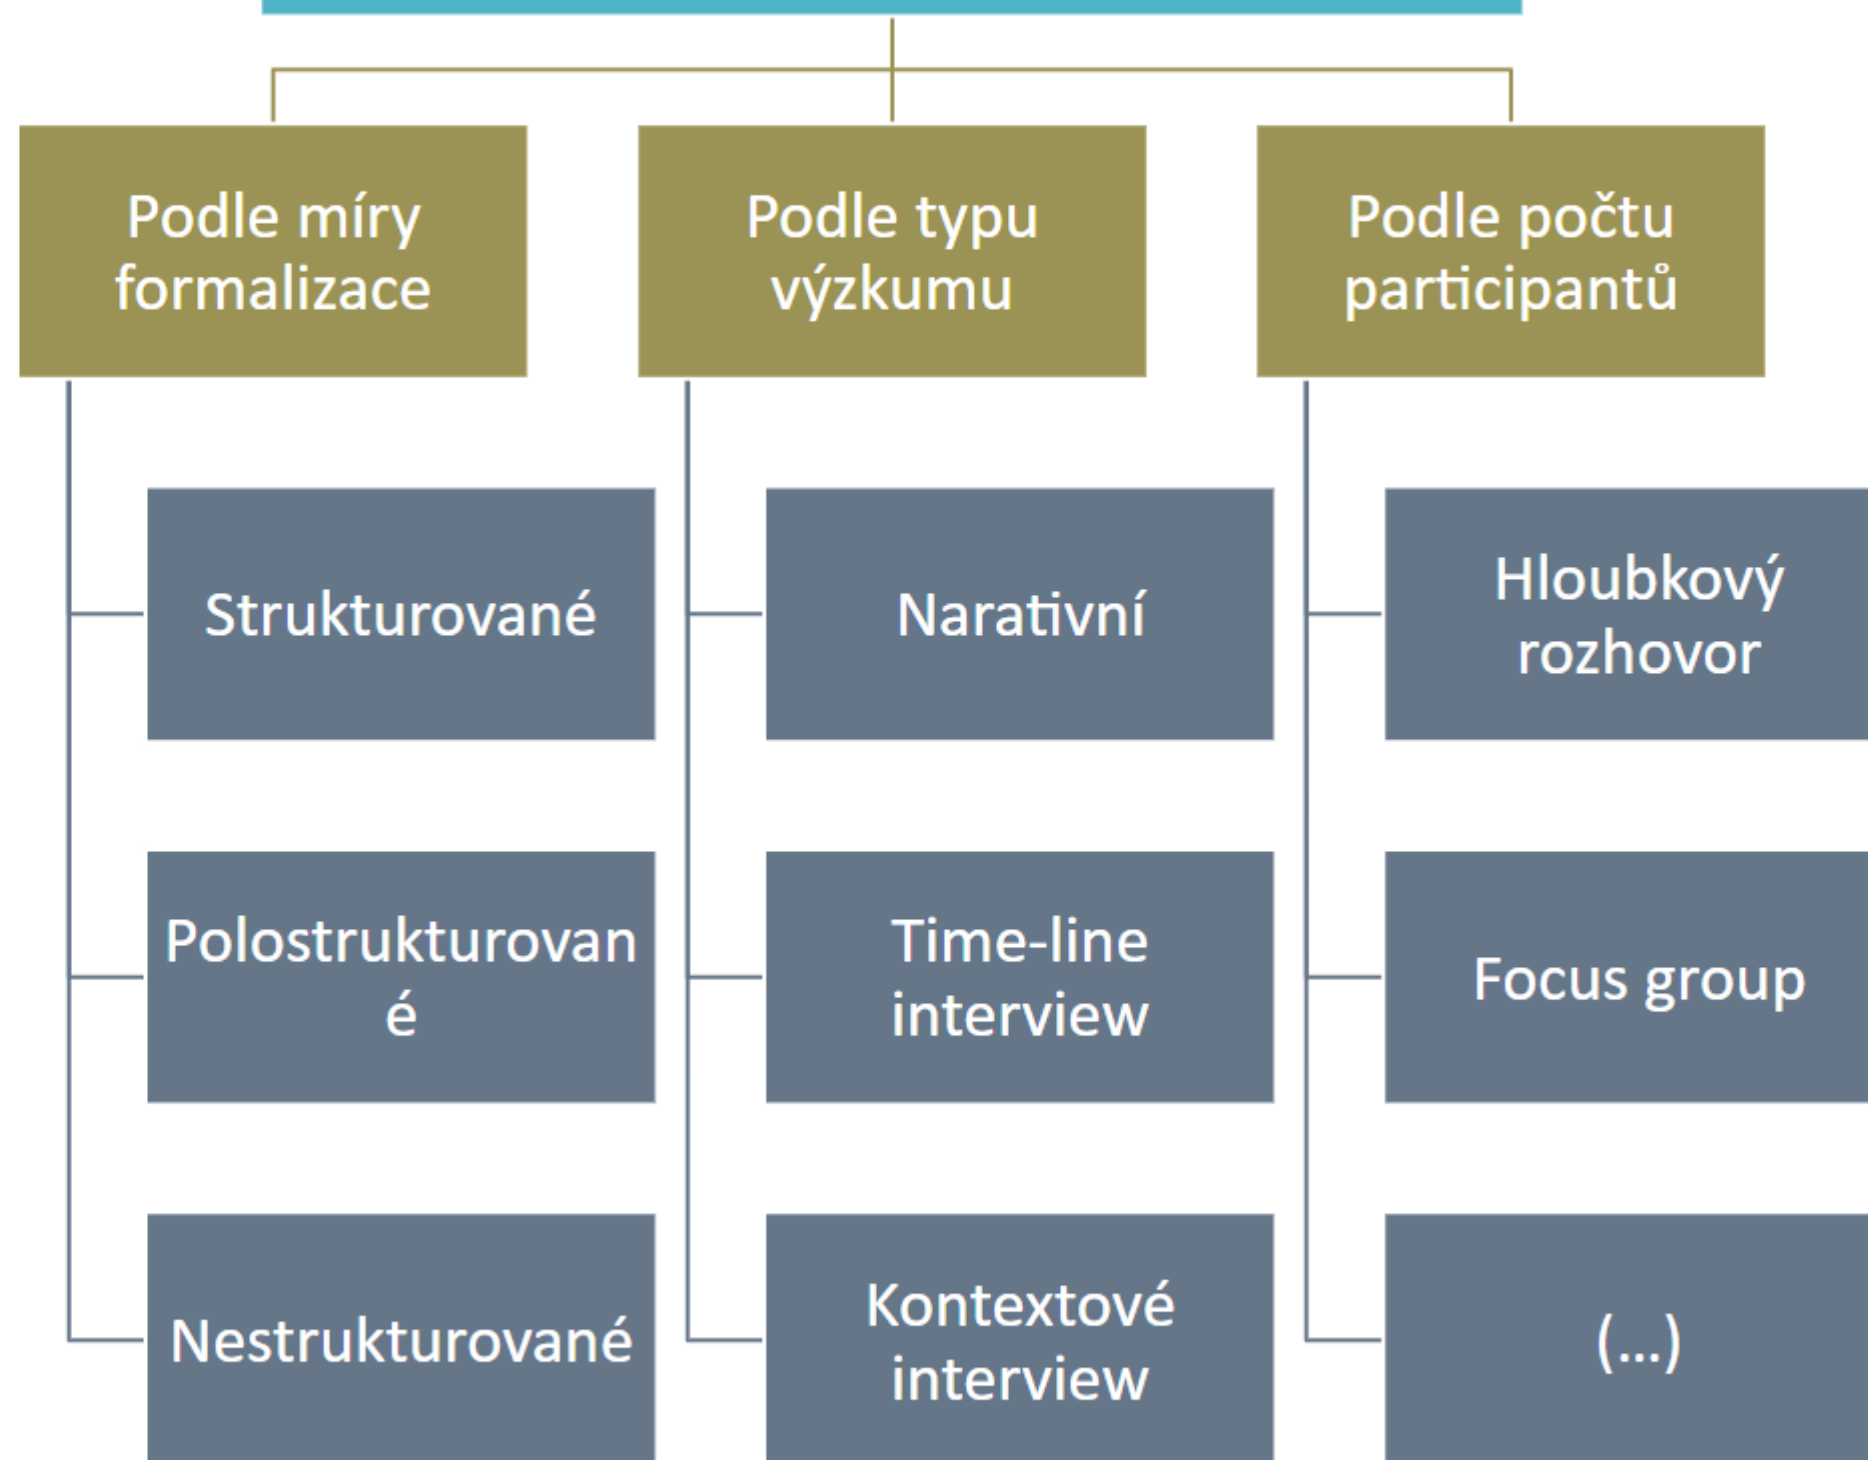 Podle míry
formalizace
Podle typu
výzkumu
Podle počtu
participantů
Strukturované
Narativní
Hloubkový
rozhovor
Polostrukturovan
é
Time-line
interview
Focus group
Nestrukturované
Kontextové
interview
(...)